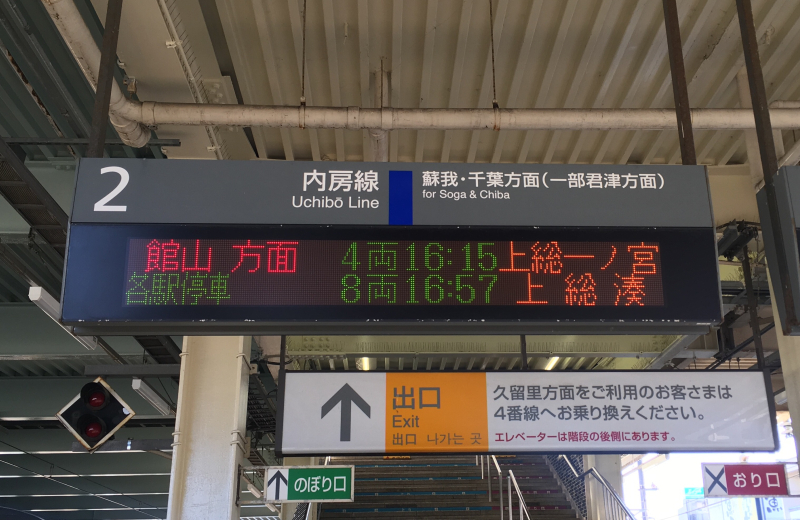 2
内房線
Uchibō Line
蘇我・千葉方面(一部君津方面)
for Soga & Chiba
館山 方面 4両 16:15 上総一ノ宮
各駅停車 8両 16:57 上総湊
出口
Exit
出口 나가는 곳
久留里方面をご利用のお客さまは
4番線へお乗り換えください。
エレベーターは階段の後側にあります。
のぼり口
おり口